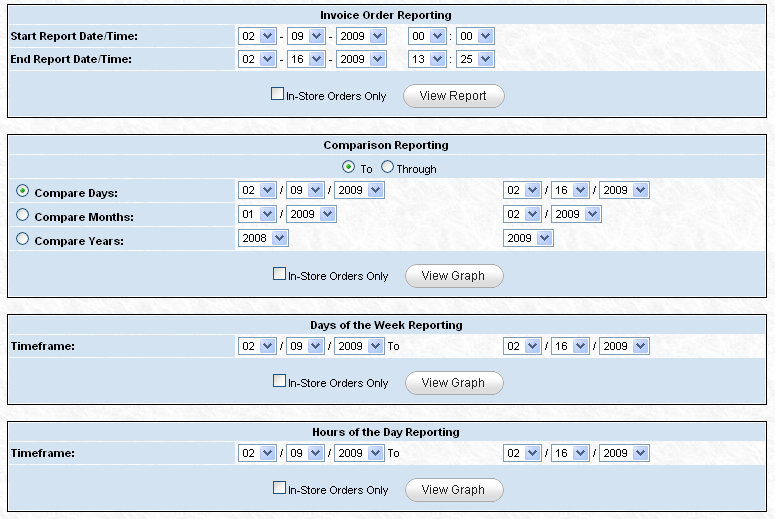 Invoice Order Reporting
Start Report Date/Time: 02 - 09 - 2009 00 : 00
End Report Date/Time: 02 - 16 - 2009 13 : 25
In-Store Orders Only View Report
Comparison Reporting
To Through
Compare Days: 02 / 09 / 2009 02 / 16 / 2009
Compare Months: 01 / 2009 02 / 2009
Compare Years: 2008 2009
In-Store Orders Only View Graph
Days of the Week Reporting
Timeframe: 02 / 09 / 2009 To 02 / 16 / 2009
In-Store Orders Only View Graph
Hours of the Day Reporting
Timeframe: 02 / 09 / 2009 To 02 / 16 / 2009
In-Store Orders Only View Graph